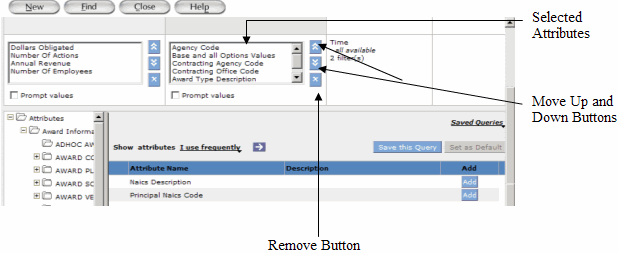 New Find Close Help
Selected
Attributes
Dollars Obligated
Number Of Actions
Annual Revenue
Number Of Employees
Prompt values
Agency Code
Base and all Options Values
Contracting Agency Code
Contracting Office Code
Award Type Description
Prompt values
Time
all available
2 filter(s)
Move Up and
Down Buttons
Attributes
Award Informa
ADHOC AW
AWARD CO
AWARD PL
AWARD SC
AWARD VE
Saved Queries
Show attributes I use frequently
Save this Query Set as Default
Attribute Name Description Add
Naics Description Add
Principal Naics Code Add
Remove Button